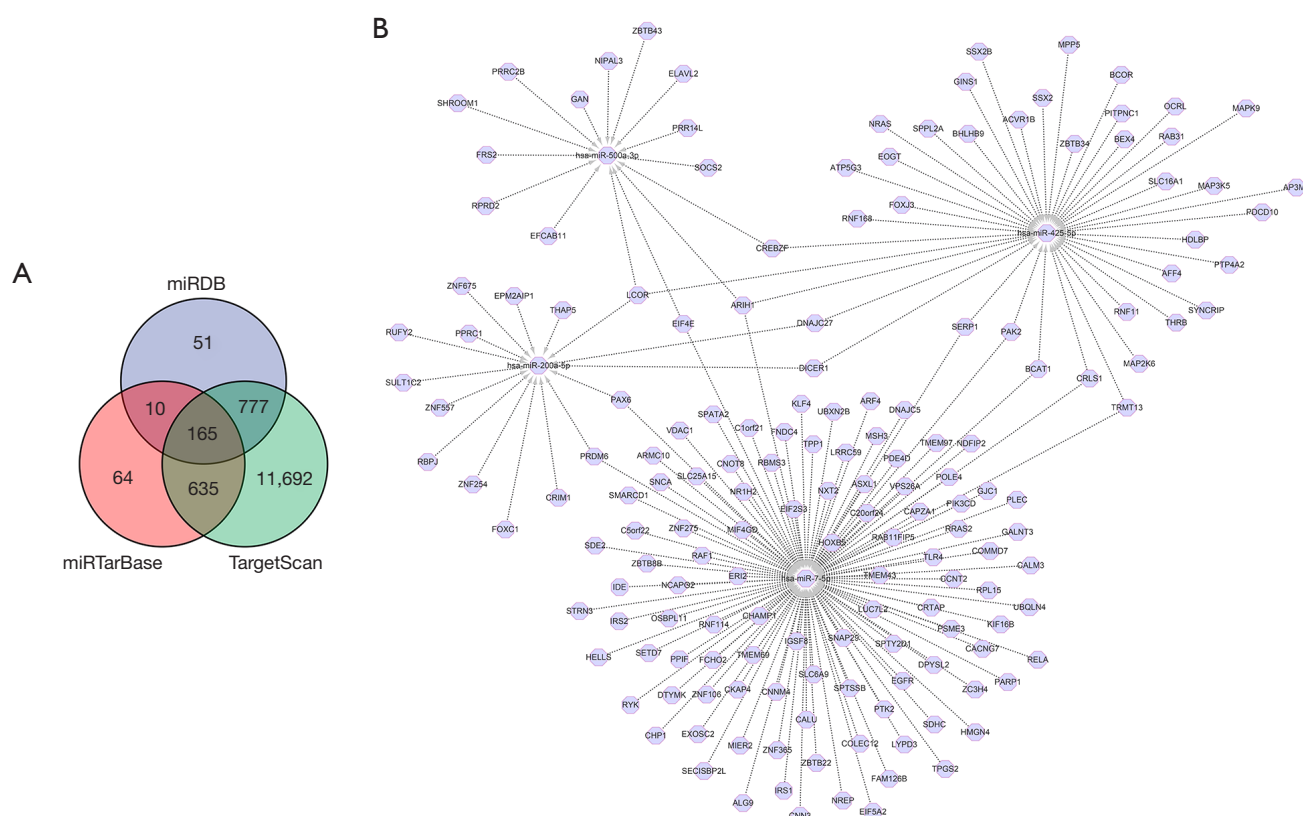 A
miRDB
51
10
777
165
64
635
11,692
miRTarBase
TargetScan
B
ZBTB43
NIPAL3
PRRC2B
ELAVL2
GAN
SHROOM1
PRR14L
FRS2
hsa-miR-500a-3p
SOCS2
RPRD2
EFCAB11
CREBZF
SSX2B
MPP5
GINS1
BCOR
SSX2
OCRL
MAPK9
ACVR1B
PITPNC1
NRAS
SPPL2A
BHLHB9
ZBTB34
BEX4
RAB31
EOGT
ATP5G3
SLC16A1
MAP3K5
AP3M
FOXJ3
RNF168
PDCD10
hsa-miR-425-5p
HDLBP
PTP4A2
AFF4
RNF11
SYNCRIP
THRB
MAP2K6
LCOR
ARIH1
EIF4E
DNAJC27
SERP1
PAK2
DICER1
BCAT1
CRLS1
TRMT13
ZNF675
EPM2AIP1
THAP5
RUFY2
PPRC1
hsa-miR-200a-5p
SULT1C2
ZNF557
PAX6
RBPJ
PRDM6
ZNF254
CRIM1
FOXC1
KLF4
UBXN2B
ARF4
DNAJC5
SPATA2
C1orf21
FNDC4
VDAC1
TPP1
MSH3
TMEM97
NDFIP2
ARMC10
CNOT8
RBMS3
LRRC59
PDE4D
SNCA
SLC25A15
NR1H2
NXT2
ASXL1
VPS26A
POLE4
SMARCD1
EIF2S3
C20orf24
CAPZA1
PIK3CD
GJC1
PLEC
C5orf22
ZNF275
MIF4GD
HOXB5
RAB11FIP5
RRAS2
GALNT3
SDE2
RAF1
TLR4
COMMD7
CALM3
ZBTB8B
ERI2
hsa-miR-7-5p
TMEM43
CCNT2
RPL15
IDE
NCAPG2
UBQLN4
STRN3
IRS2
OSBPL11
RNF114
CHAMP1
LUC7L2
CRTAP
PSME3
KIF16B
IGSF8
SNAP29
SPTY2D1
CACNG7
RELA
HELLS
SETD7
PPIF
FCHO2
TMEM69
DPYSL2
SLC6A9
EGFR
ZC3H4
PARP1
RYK
DTYMK
ZNF106
CKAP4
CNNM4
SPTSSB
PTK2
SDHC
HMGN4
CALU
CHP1
EXOSC2
MIER2
ZNF365
COLEC12
LYPD3
ZBTB22
SECISBP2L
FAM126B
TPGS2
IRS1
NREP
ALG9
CNN3
EIF5A2